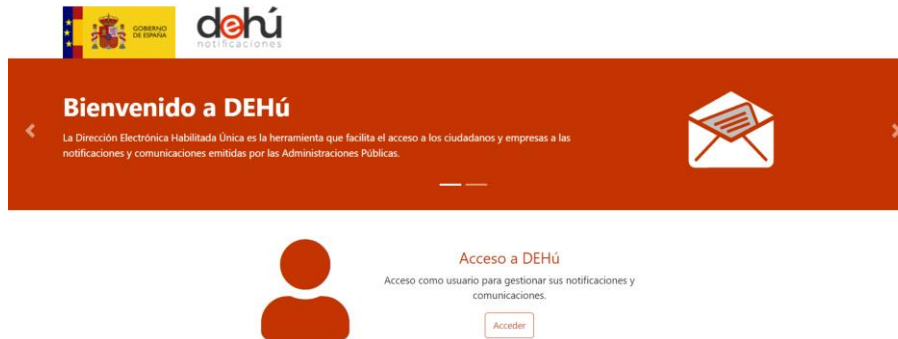 GOBIERNO
DE ESPAÑA
dehú
notificaciones
Bienvenido a DEHú
La Dirección Electrónica Habilitada Única es la herramienta que facilita el acceso a los ciudadanos y empresas a las
notificaciones y comunicaciones emitidas por las Administraciones Públicas.
Acceso a DEHú
Acceso como usuario para gestionar sus notificaciones y
comunicaciones.
Acceder